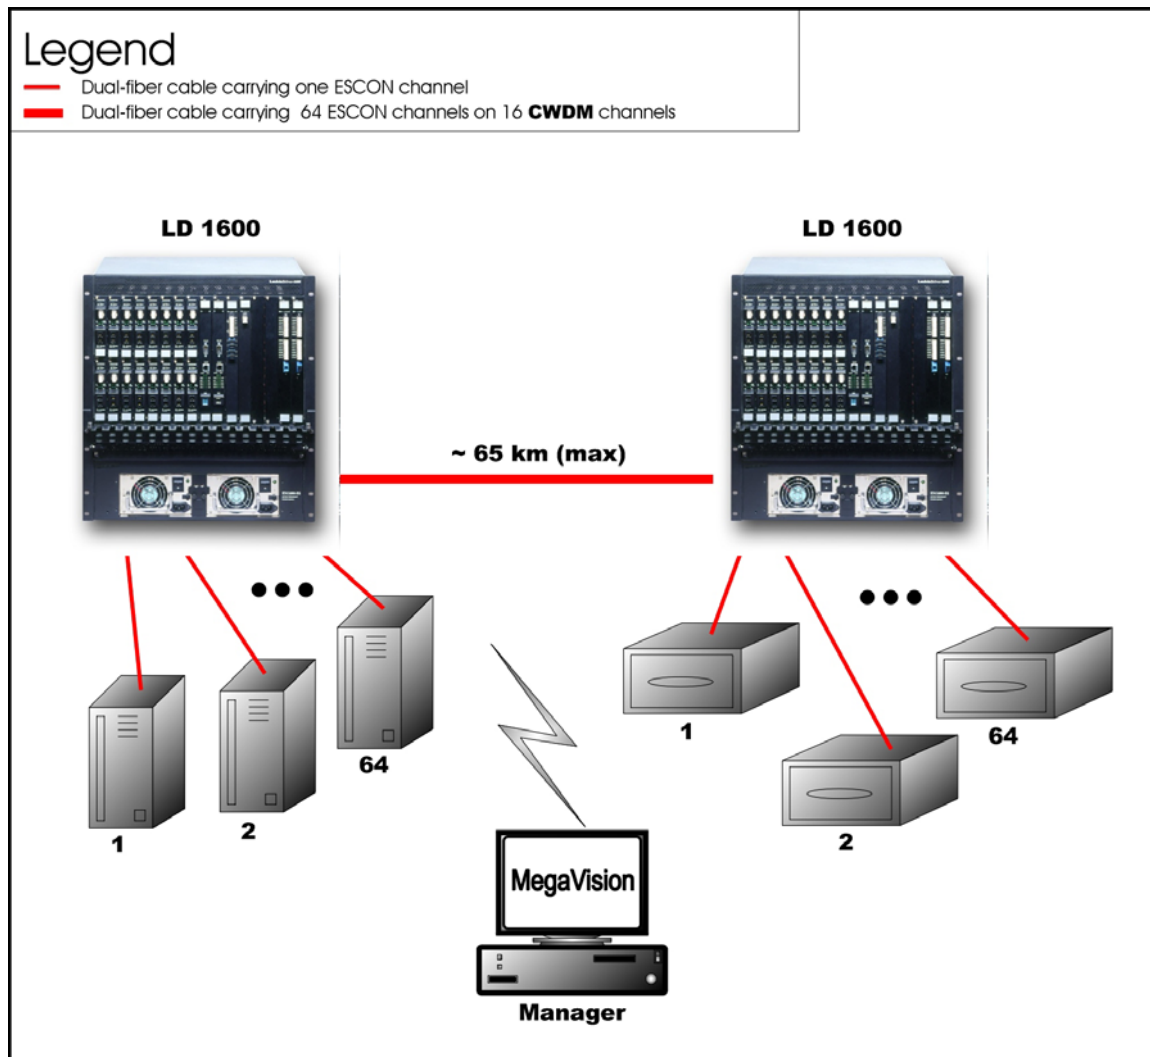 Legend
Dual-fiber cable carrying one ESCON channel
Dual-fiber cable carrying 64 ESCON channels on 16 CWDM channels
LD 1600
LD 1600
~ 65 km (max)
1
2
64
1
2
64
MegaVision
Manager